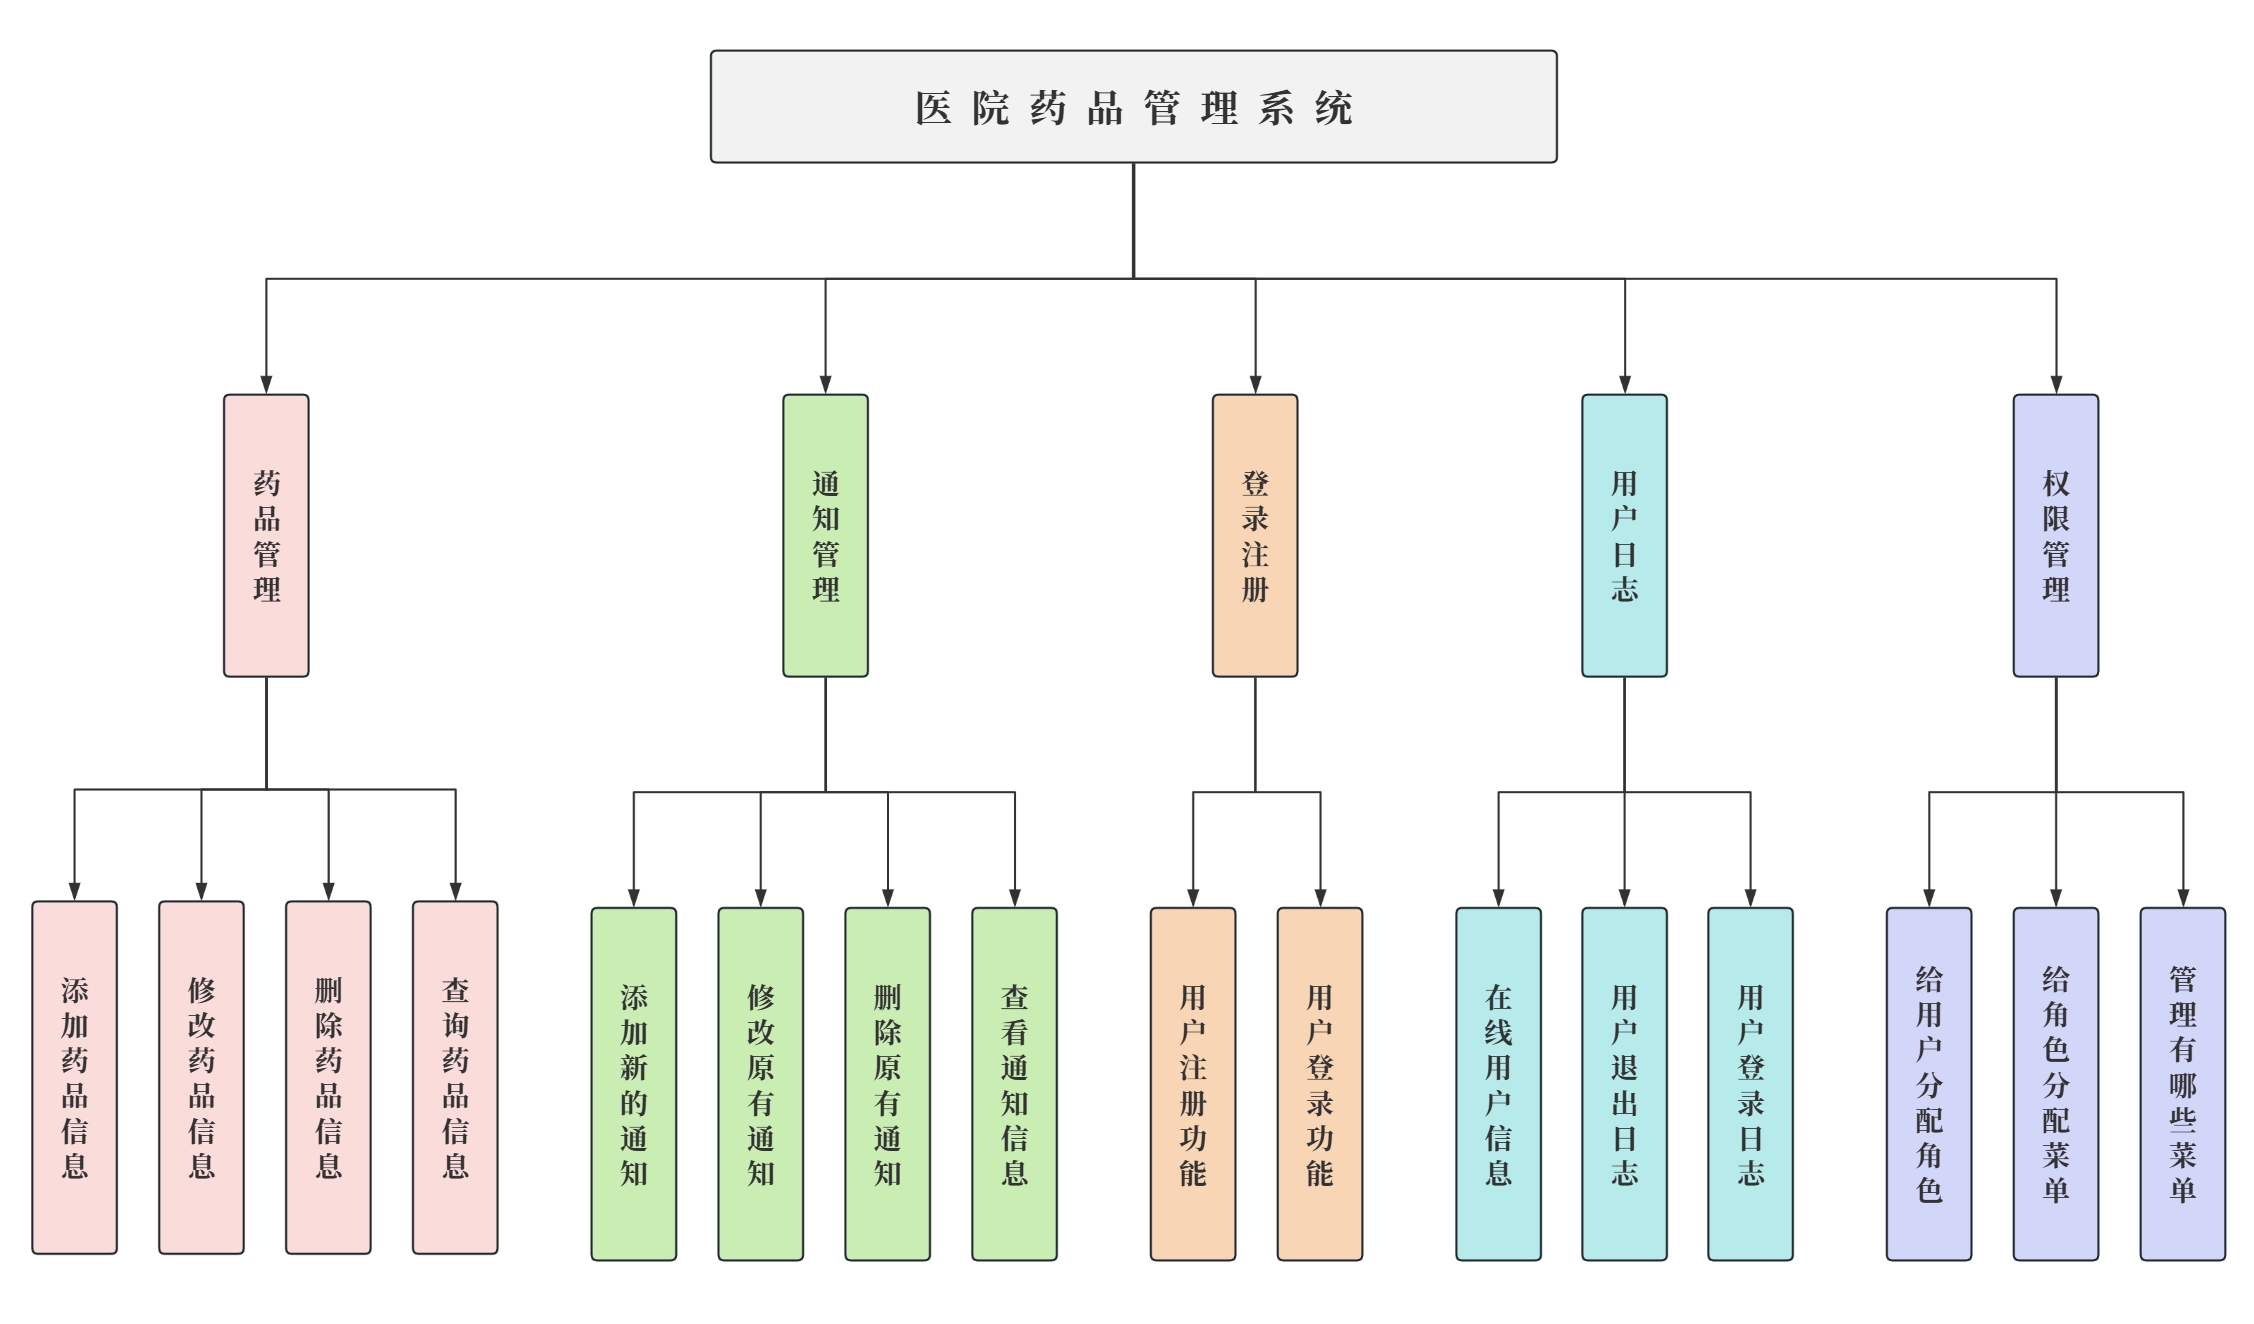 医院药品管理系统
药品管理
通知管理
登录注册
用户日志
权限管理
添加药品信息
修改药品信息
删除药品信息
查询药品信息
添加新的通知
修改原有通知
删除原有通知
查看通知信息
用户注册功能
用户登录功能
在线用户信息
用户退出日志
用户登录日志
给用户分配角色
给角色分配菜单
管理有哪些菜单